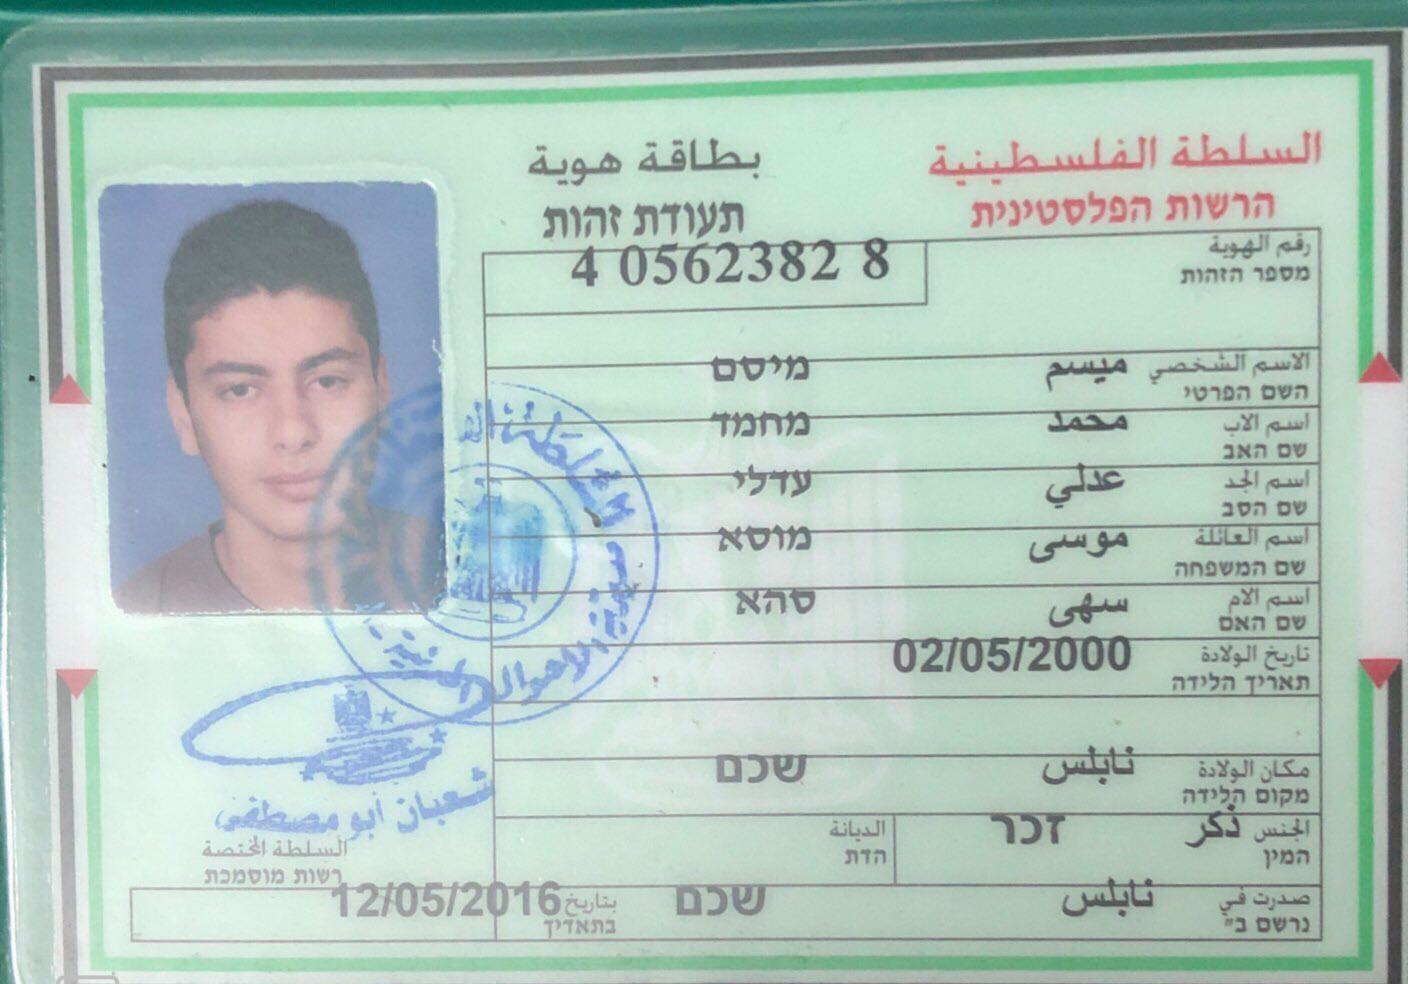 السلطة الفلسطينية
הרשות הפלסטינית
بطاقة هوية
תעודת זהות
رقم الهوية
מספר הזהות
4 0562382 8
الاسم الشخصي ميسم מיסם
השם הפרטי
اسم الاب محمد מחמד
שם האב
اسم الجد عدلي עדלי
שם הסב
اسم العائلة موسى מוסא
שם המשפחה
اسم الام سهى סהא
שם האם
تاريخ الولادة 02/05/2000
תאריך הלידה
مكان الولادة نابلس שכם
מקום הלידה
الجنس ذكر זכר
המין
الديانة
הדת
صدرت في نابلس שכם
נרשם ב"
بتاريخ 12/05/2016
בתאריך
شعبان أبو مصطفى
السلطة المختصة
רשות מוסמכת